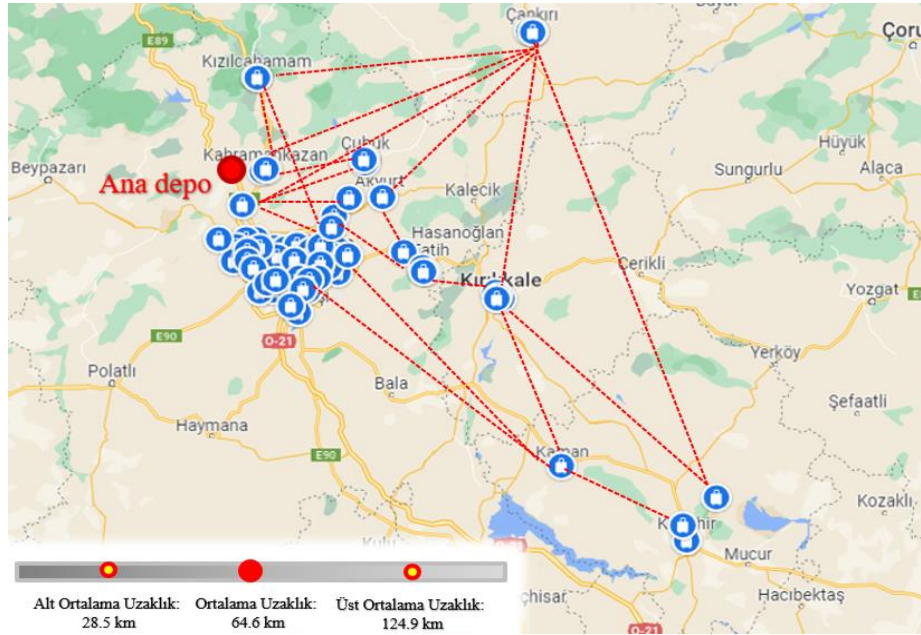 Çankırı
E89
Kızılcahamam
Çoru
Hüyük
Beypazarı
Kahramankazan
Çubuk
Sungurlu
Alaca
Ana depo
Akyurt
Kalecik
Hasanoğlan
Kırıkkale
Çerikli
Yozgat
E90
O-21
Yerköy
Polatlı
Bala
Şefaatli
Haymana
E90
Kaman
Kozaklı
Mucur
Hacıbektaş
Alt Ortalama Uzaklık:
28.5 km
Ortalama Uzaklık:
64.6 km
Üst Ortalama Uzaklık:
124.9 km